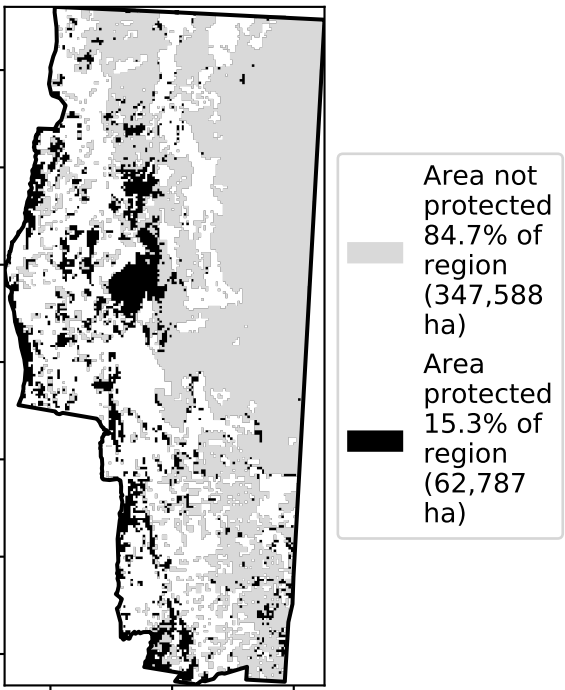 Area not
protected
84.7% of
region
(347,588
ha)
Area
protected
15.3% of
region
(62,787
ha)